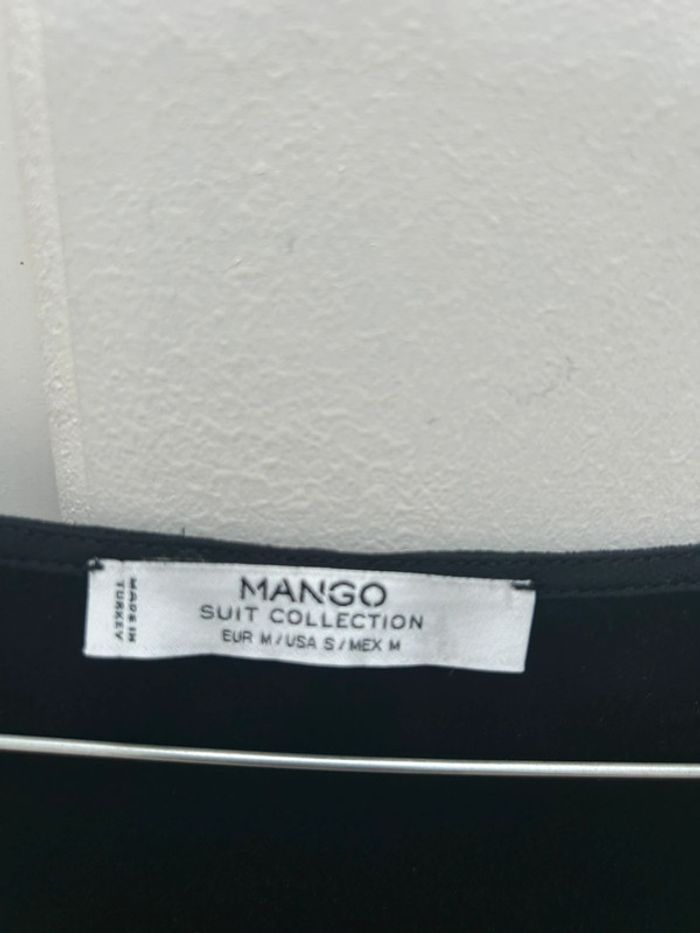 MANGO
SUIT COLLECTION
EUR M/USA S/MEX M
MADE IN
TURKEY